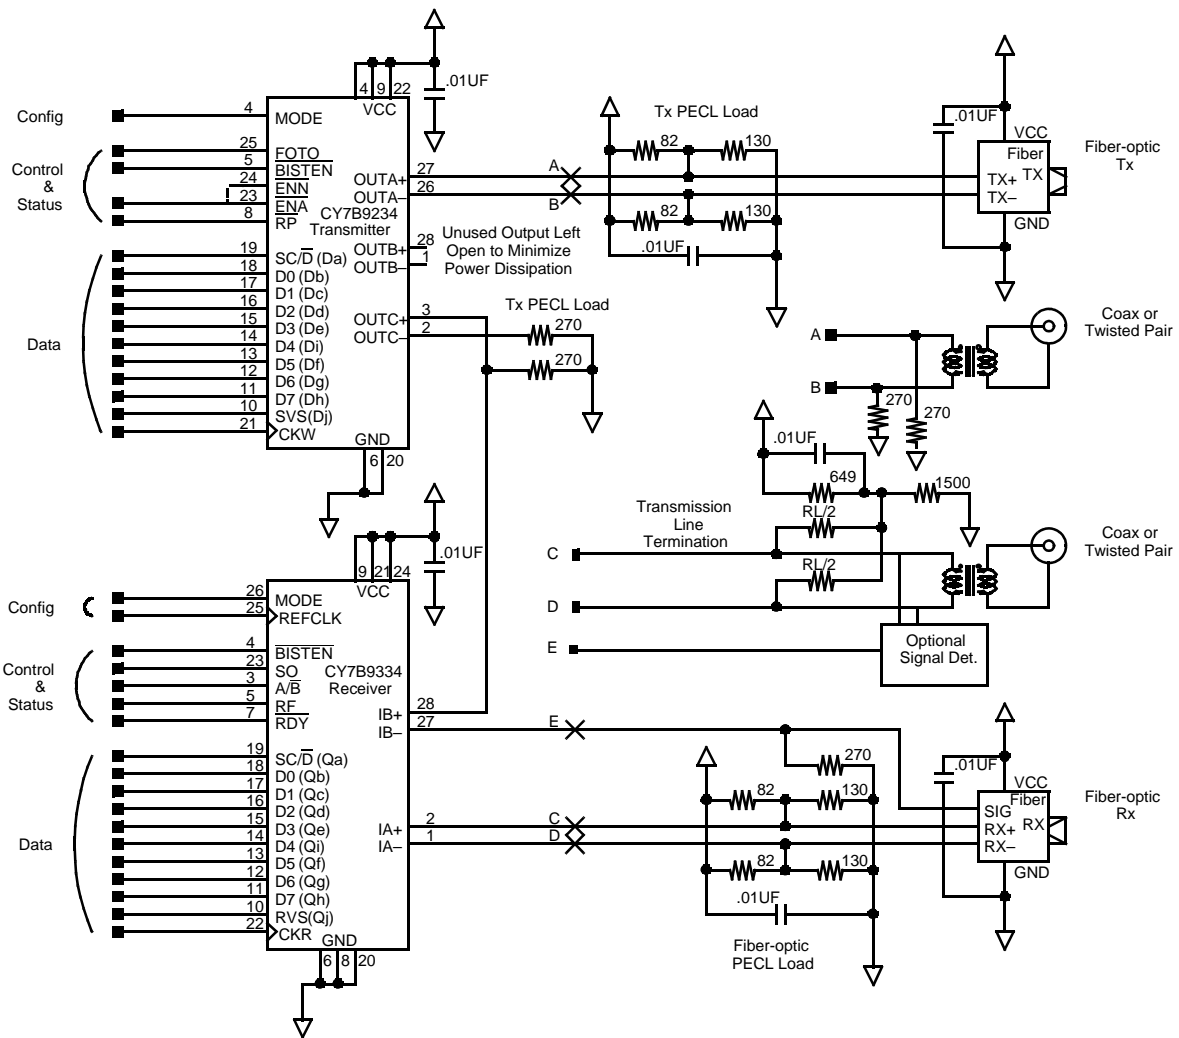 .01UF
4 9 22
VCC
Config
4
MODE
Control
&
Status
25
FOTO
5
BISTEN
24
ENN
23
ENA
8
RP
OUTA+
27
OUTA–
26
CY7B9234
Transmitter
OUTB+
28
OUTB–
1
Unused Output Left
Open to Minimize
Power Dissipation
OUTC+
3
OUTC–
2
Data
19
SC/D (Da)
18
D0 (Db)
17
D1 (Dc)
16
D2 (Dd)
15
D3 (De)
14
D4 (Di)
13
D5 (Df)
12
D6 (Dg)
11
D7 (Dh)
10
SVS(Dj)
21
CKW
GND
6 20
Tx PECL Load
82
130
A
B
82
130
.01UF
.01UF
VCC
Fiber
TX
TX+
TX–
GND
Fiber-optic
Tx
Tx PECL Load
270
270
A
B
270
270
Coax or
Twisted Pair
.01UF
649
1500
RL/2
RL/2
Transmission
Line
Termination
C
D
E
Optional
Signal Det.
Coax or
Twisted Pair
.01UF
9 21 24
VCC
Config
26
MODE
25
REFCLK
Control
&
Status
4
BISTEN
23
SO
3
A/B
5
RF
7
RDY
CY7B9334
Receiver
IB+
28
IB–
27
Data
19
SC/D (Qa)
18
D0 (Qb)
17
D1 (Qc)
16
D2 (Qd)
15
D3 (Qe)
14
D4 (Qi)
13
D5 (Qf)
12
D6 (Qg)
11
D7 (Qh)
10
RVS(Qj)
22
CKR
IA+
2
IA–
1
GND
6 8 20
E
C
D
270
82
130
82
130
.01UF
Fiber-optic
PECL Load
.01UF
VCC
Fiber
SIG
RX
RX+
RX–
GND
Fiber-optic
Rx